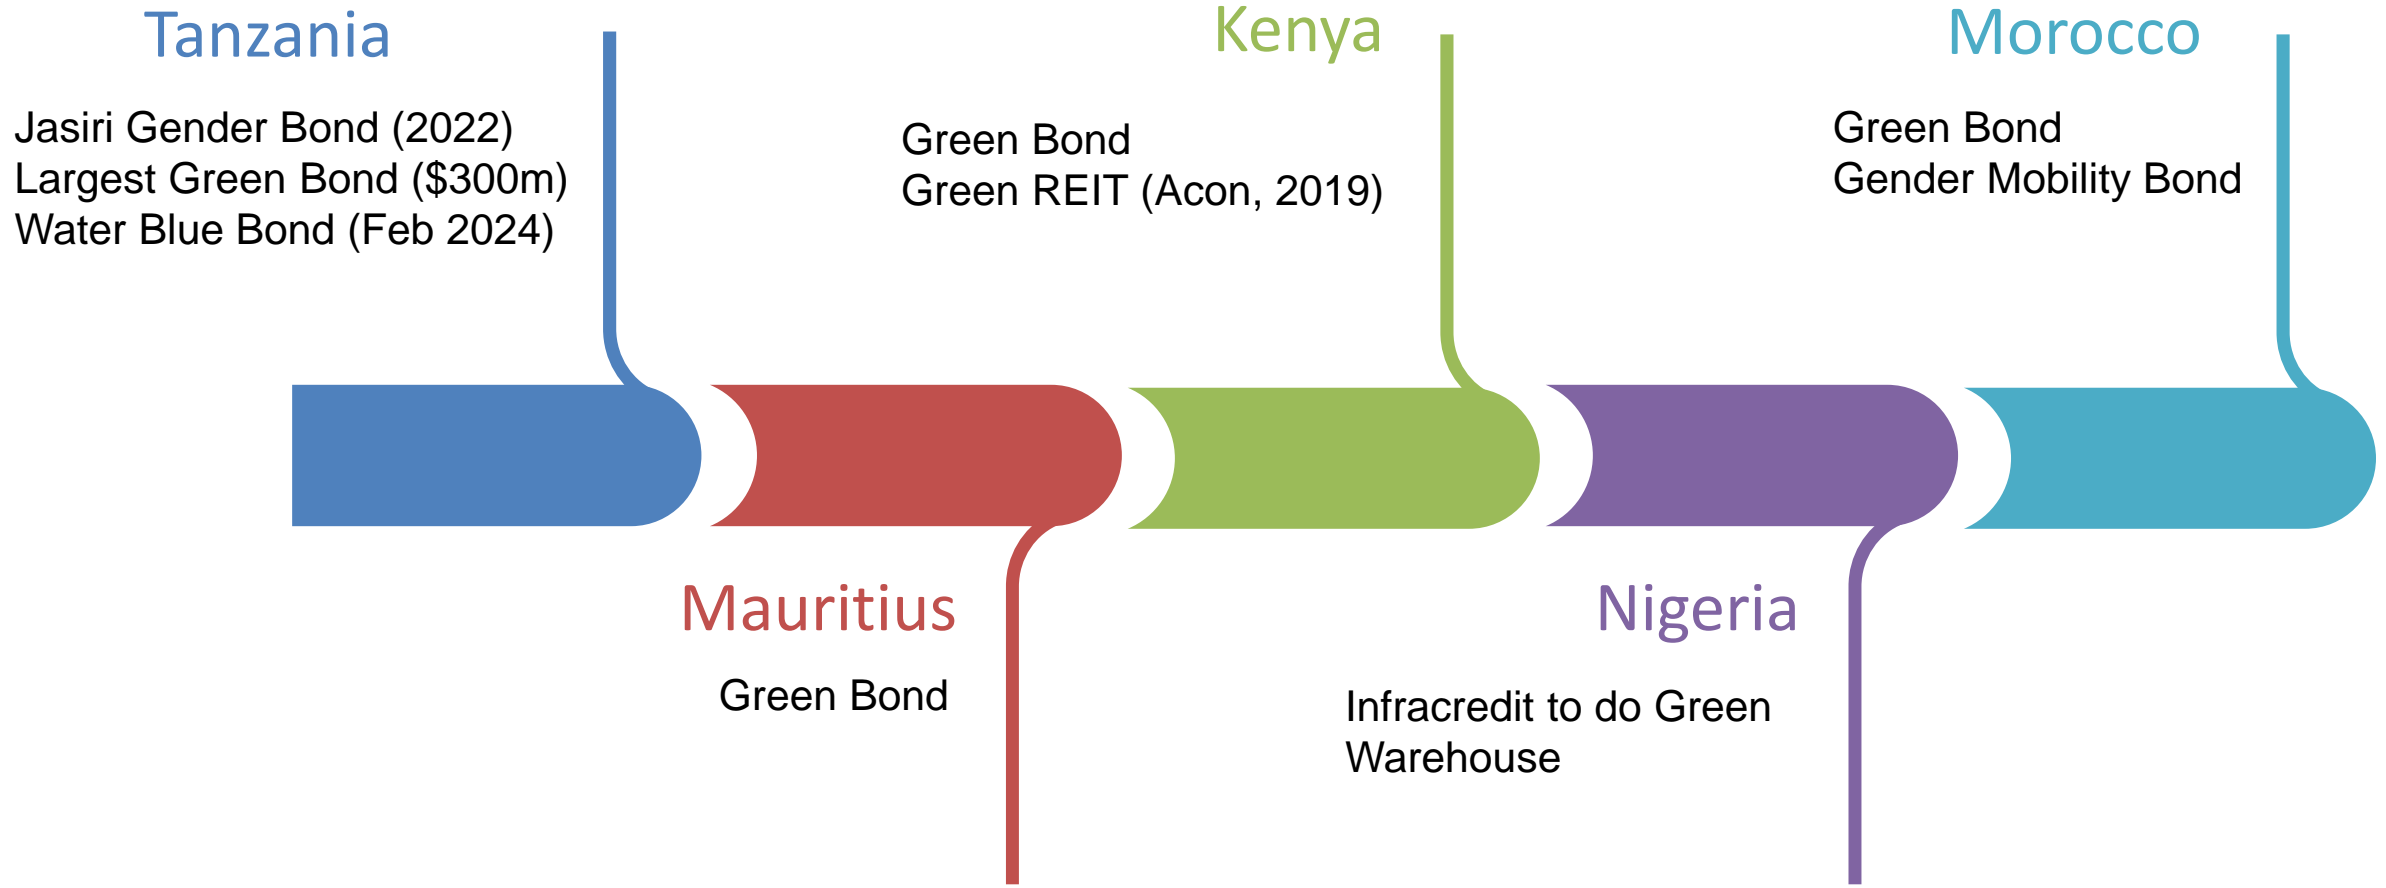 Tanzania
Jasiri Gender Bond (2022)
Largest Green Bond ($300m)
Water Blue Bond (Feb 2024)
Mauritius
Green Bond
Kenya
Green Bond
Green REIT (Acon, 2019)
Nigeria
Infracredit to do Green
Warehouse
Morocco
Green Bond
Gender Mobility Bond